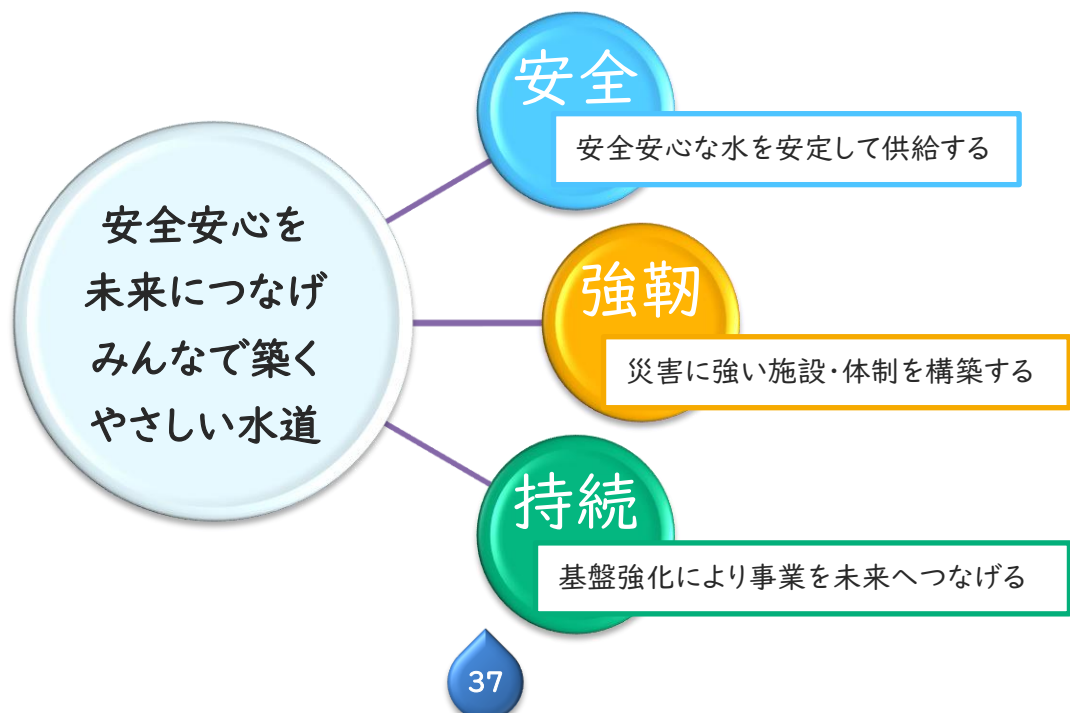 安全安心を
未来につなげ
みんなで築く
やさしい水道
安全
安全安心な水を安定して供給する
強靭
災害に強い施設・体制を構築する
持続
基盤強化により事業を未来へつなげる
37